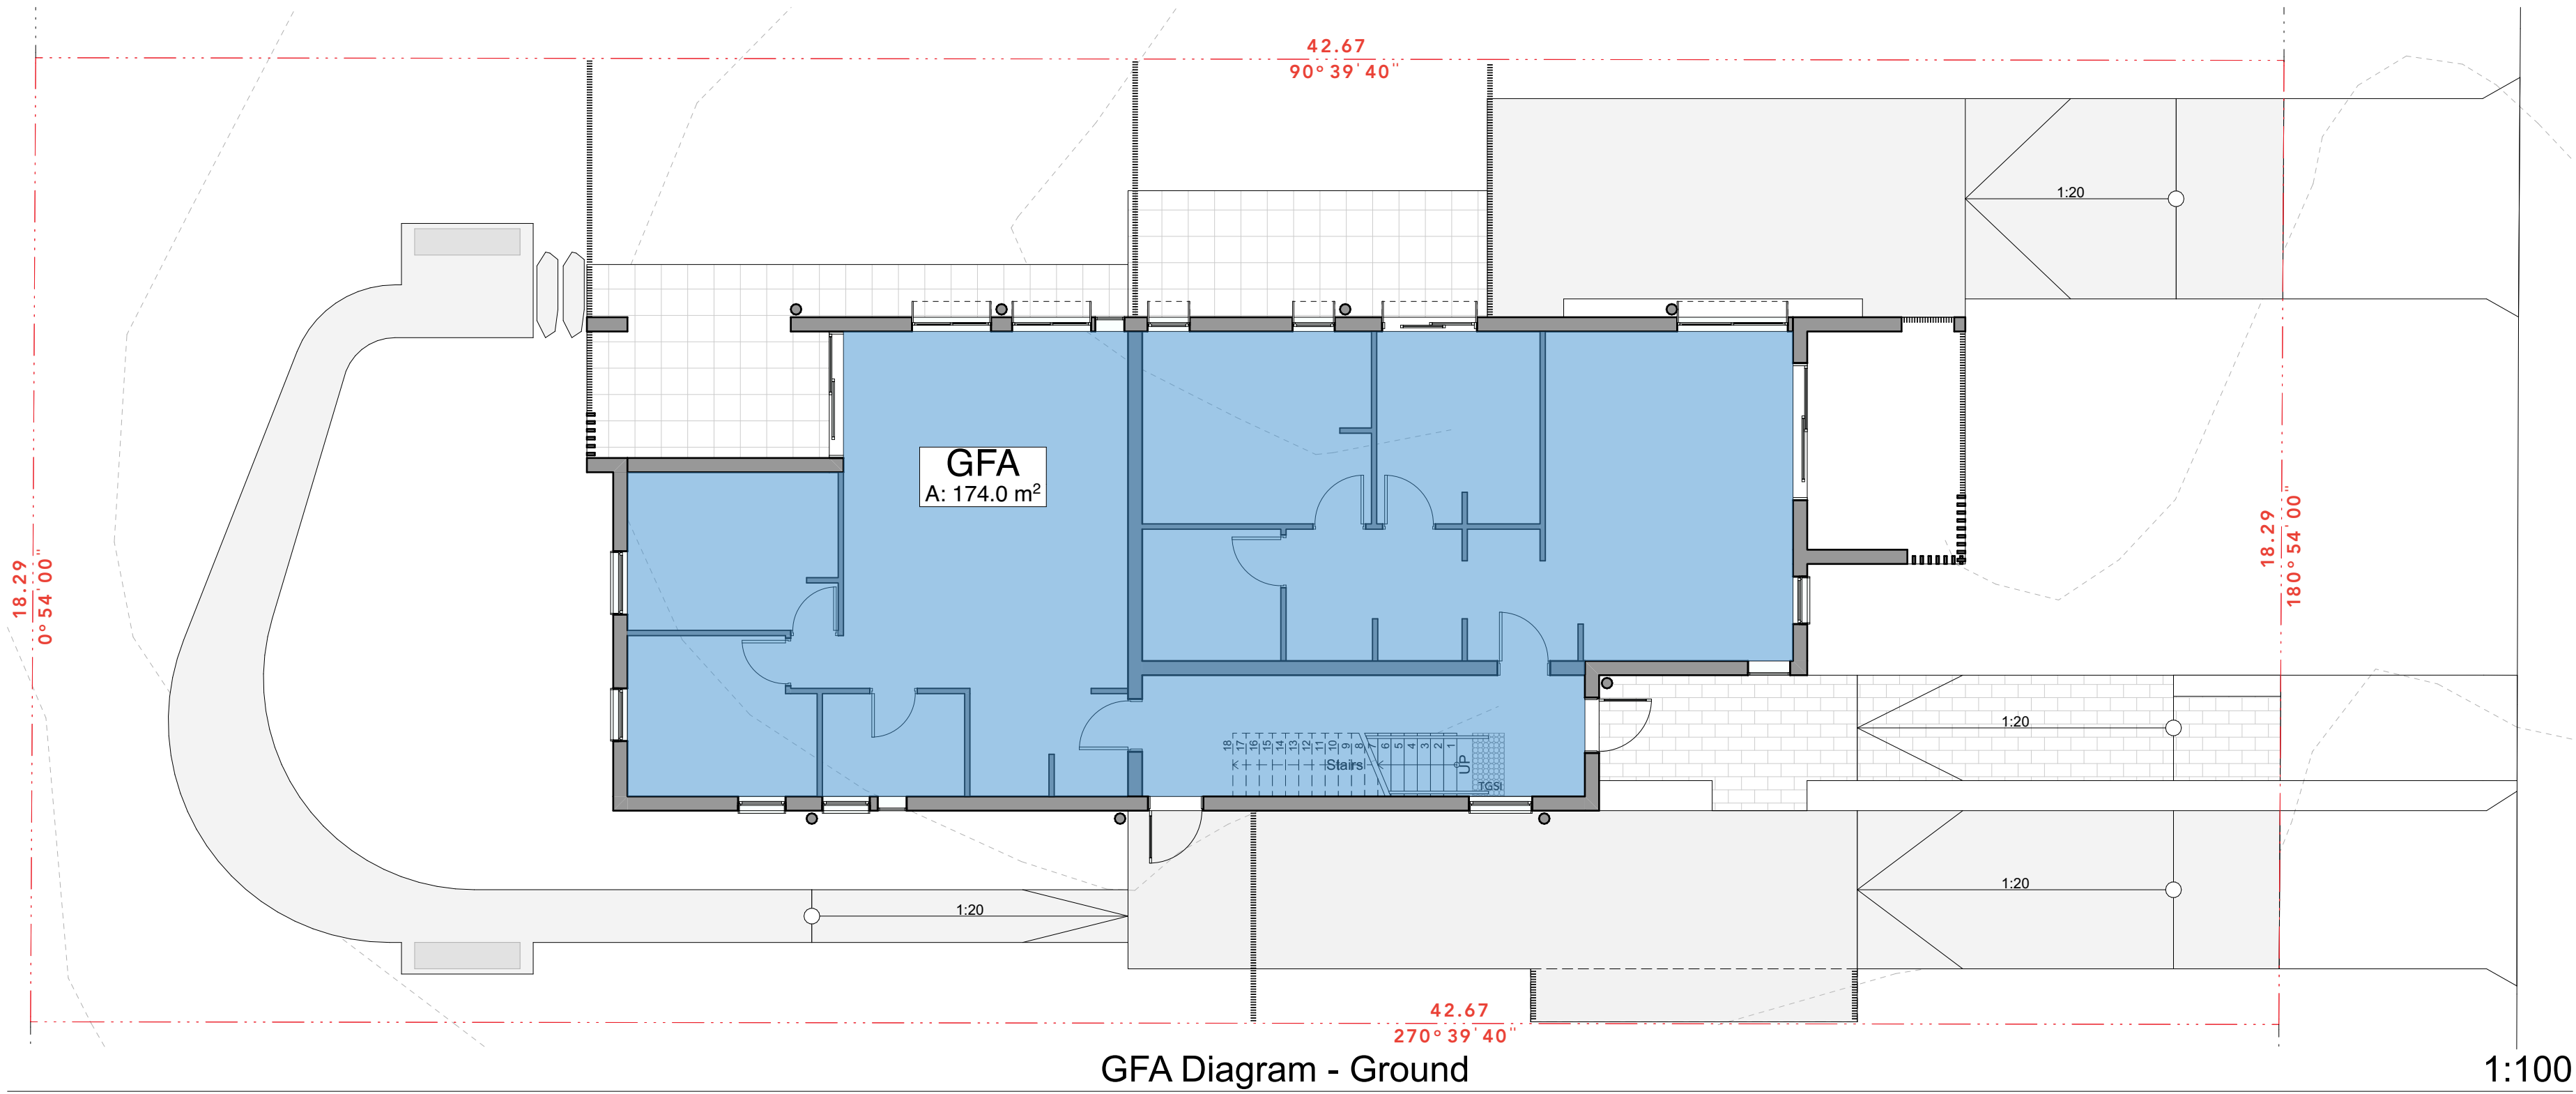 42.67
90°39'40"
1:20
GFA
A: 174.0 m²
18.29
0°54'00"
18.29
180°54'00"
1:20
18 17 16 15 14 13 12 11 10 9 8 7 6 5 4 3 2 1
Stairs
UP
TGSI
1:20
1:20
42.67
270°39'40"
GFA Diagram - Ground
1:100